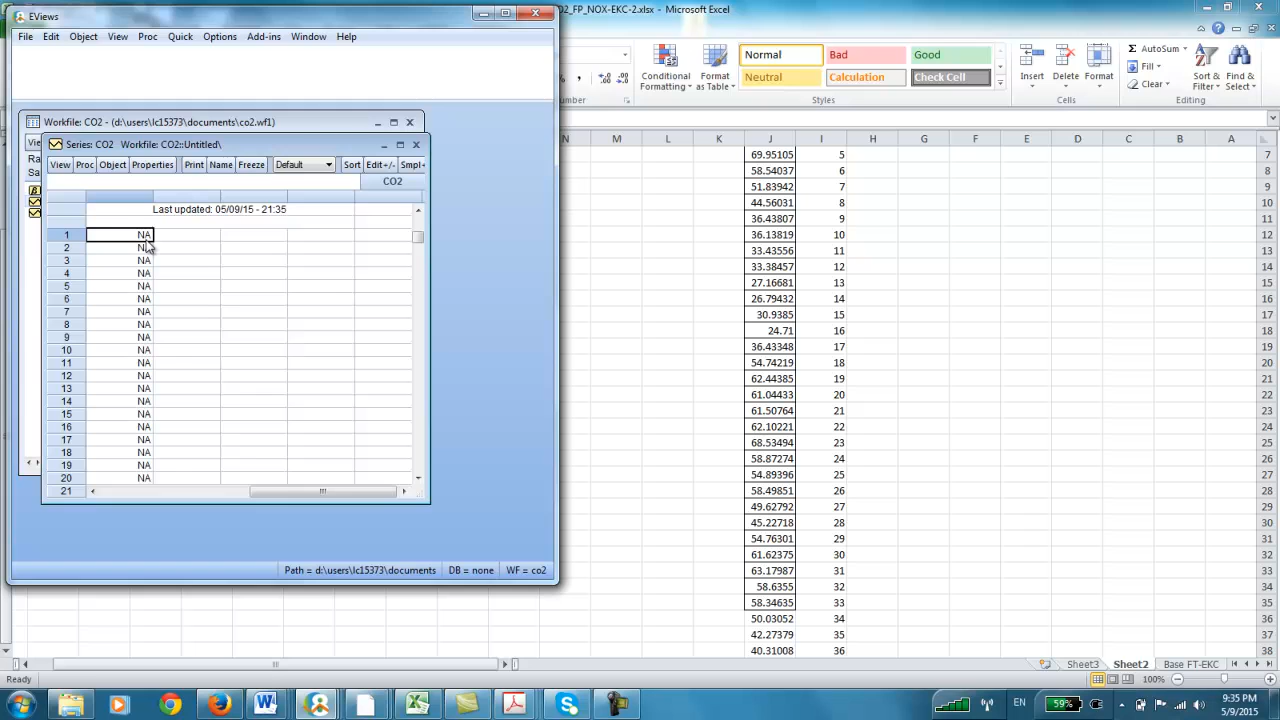 EViews
File Edit Object View Proc Quick Options Add-ins Window Help
Workfile: CO2 - (d:\users\lc15373\documents\co2.wf1)
Series: CO2 Workfile: CO2::Untitled\
View Proc Object Properties Print Name Freeze Default Sort Edit+/- Smpl+
CO2
Last updated: 05/09/15 - 21:35
1 NA
2 NA
3 NA
4 NA
5 NA
6 NA
7 NA
8 NA
9 NA
10 NA
11 NA
12 NA
13 NA
14 NA
15 NA
16 NA
17 NA
18 NA
19 NA
20 NA
21
Path = d:\users\lc15373\documents DB = none WF = co2
O2_FP_NOX-EKC-2.xlsx - Microsoft Excel
Conditional Formatting
Format as Table
Normal Bad Good
Neutral Calculation Check Cell
Insert Delete Format
AutoSum
Fill
Clear
Sort & Filter
Find & Select
umber Styles Cells Editing
N M L K J I H G F E D C B A
69.95105 5 7
58.54037 6 8
51.83942 7 9
44.56031 8 10
36.43807 9 11
36.13819 10 12
33.43556 11 13
33.38457 12 14
27.16681 13 15
26.79432 14 16
30.9385 15 17
24.71 16 18
36.43348 17 19
54.74219 18 20
62.44385 19 21
61.04433 20 22
61.50764 21 23
62.10221 22 24
68.53494 23 25
58.87274 24 26
54.89396 25 27
58.49851 26 28
49.62792 27 29
45.22718 28 30
54.76301 29 31
61.62375 30 32
63.17987 31 33
58.6355 32 34
58.34635 33 35
50.03052 34 36
42.27379 35 37
40.31008 36 38
Sheet3 Sheet2 Base FT-EKC
Ready 100%
EN 59% 9:35 PM
5/9/2015